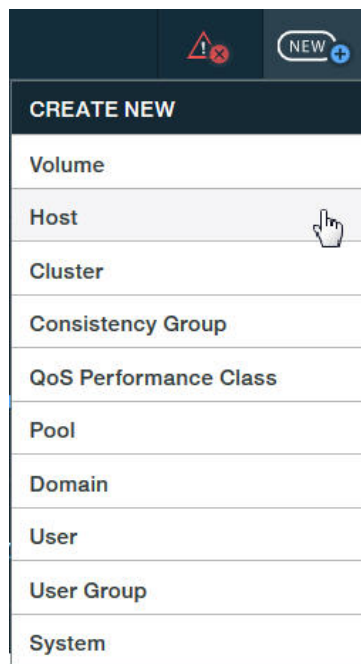 NEW
CREATE NEW
Volume
Host
Cluster
Consistency Group
QoS Performance Class
Pool
Domain
User
User Group
System